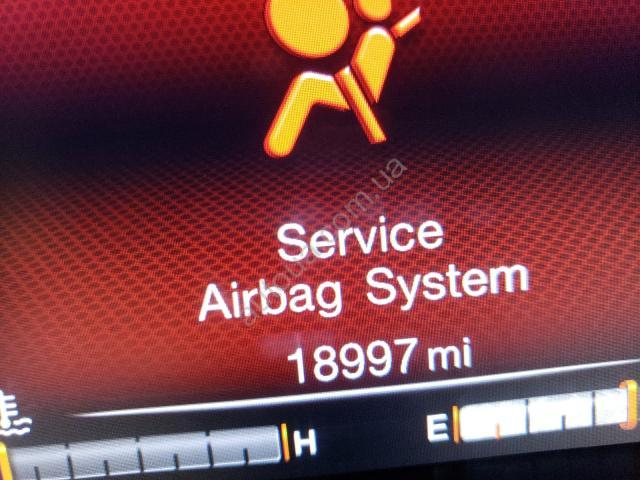 Service
Airbag System
18997 mi
H
E